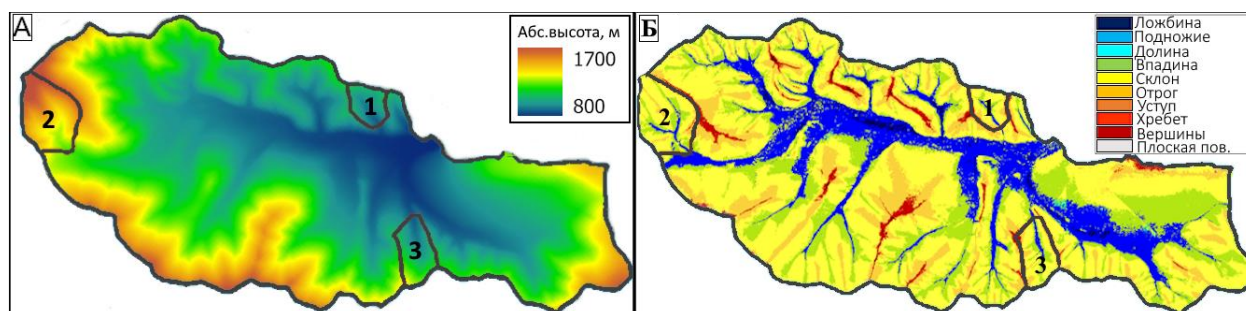 А
Абс.высота, м
1700
800
1
2
3
Б
Ложбина
Подножие
Долина
Впадина
Склон
Отрог
Уступ
Хребет
Вершины
Плоская пов.
1
2
3